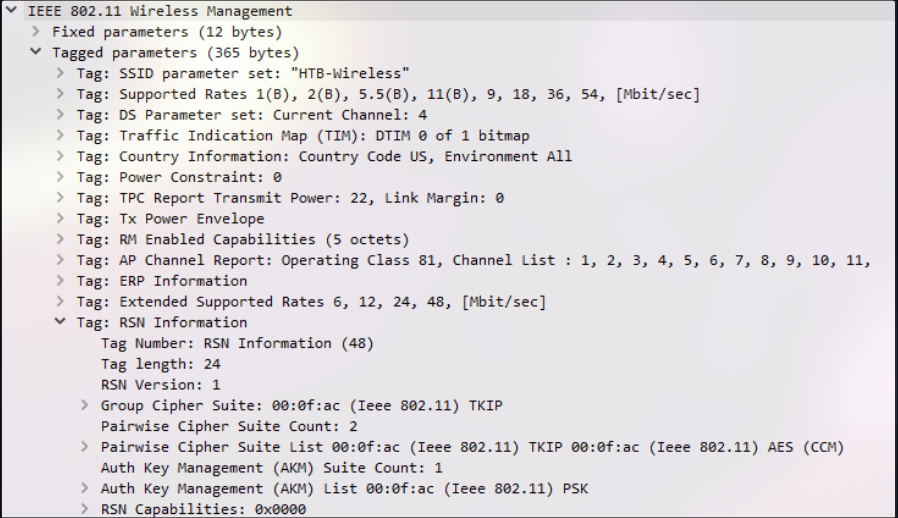 IEEE 802.11 Wireless Management
Fixed parameters (12 bytes)
Tagged parameters (365 bytes)
Tag: SSID parameter set: "HTB-Wireless"
Tag: Supported Rates 1(B), 2(B), 5.5(B), 11(B), 9, 18, 36, 54, [Mbit/sec]
Tag: DS Parameter set: Current Channel: 4
Tag: Traffic Indication Map (TIM): DTIM 0 of 1 bitmap
Tag: Country Information: Country Code US, Environment All
Tag: Power Constraint: 0
Tag: TPC Report Transmit Power: 22, Link Margin: 0
Tag: Tx Power Envelope
Tag: RM Enabled Capabilities (5 octets)
Tag: AP Channel Report: Operating Class 81, Channel List : 1, 2, 3, 4, 5, 6, 7, 8, 9, 10, 11,
Tag: ERP Information
Tag: Extended Supported Rates 6, 12, 24, 48, [Mbit/sec]
Tag: RSN Information
Tag Number: RSN Information (48)
Tag length: 24
RSN Version: 1
Group Cipher Suite: 00:0f:ac (Ieee 802.11) TKIP
Pairwise Cipher Suite Count: 2
Pairwise Cipher Suite List 00:0f:ac (Ieee 802.11) TKIP 00:0f:ac (Ieee 802.11) AES (CCM)
Auth Key Management (AKM) Suite Count: 1
Auth Key Management (AKM) List 00:0f:ac (Ieee 802.11) PSK
RSN Capabilities: 0x0000